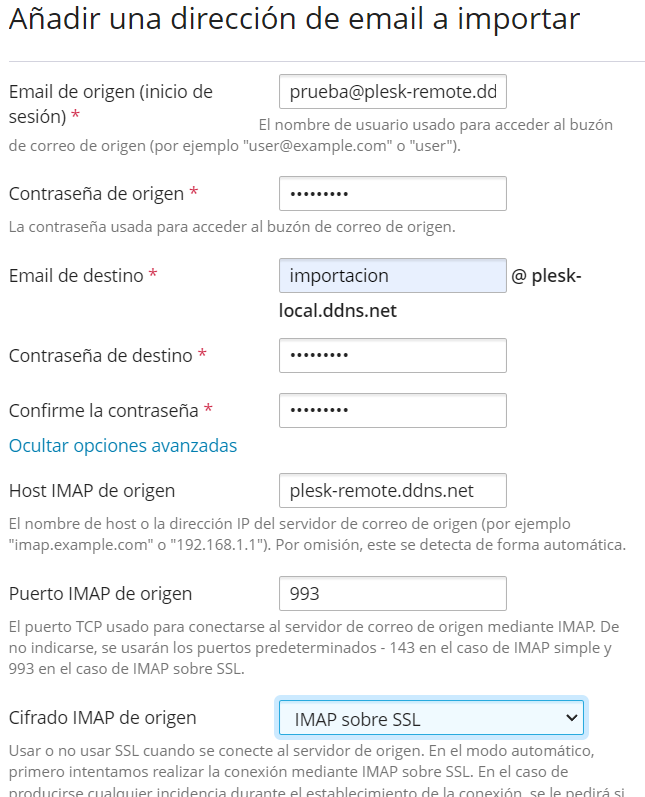 Añadir una dirección de email a importar
Email de origen (inicio de
sesión) *
prueba@plesk-remote.dd
El nombre de usuario usado para acceder al buzón
de correo de origen (por ejemplo "user@example.com" o "user").
Contraseña de origen *
•••••••••
La contraseña usada para acceder al buzón de correo de origen.
Email de destino *
importacion
@ plesk-
local.ddns.net
Contraseña de destino *
•••••••••
Confirme la contraseña *
•••••••••
Ocultar opciones avanzadas
Host IMAP de origen
plesk-remote.ddns.net
El nombre de host o la dirección IP del servidor de correo de origen (por ejemplo
"imap.example.com" o "192.168.1.1"). Por omisión, este se detecta de forma automática.
Puerto IMAP de origen
993
El puerto TCP usado para conectarse al servidor de correo de origen mediante IMAP. De
no indicarse, se usarán los puertos predeterminados - 143 en el caso de IMAP simple y
993 en el caso de IMAP sobre SSL.
Cifrado IMAP de origen
IMAP sobre SSL
Usar o no usar SSL cuando se conecte al servidor de origen. En el modo automático,
primero intentamos realizar la conexión mediante IMAP sobre SSL. En el caso de
producirse cualquier incidencia durante el establecimiento de la conexión, se le pedirá si